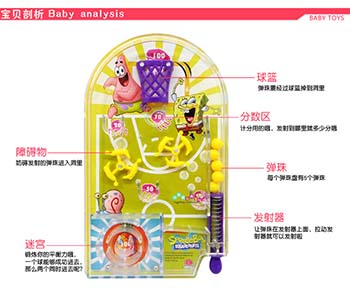 宝贝剖析 Baby analysis
BABY TOYS
100
球篮
弹珠要经过球篮掉到洞里
分数区
计分用的哦，发射到哪里就多少分哦
障碍物
妨碍发射的弹珠进入洞里
弹珠
每个弹珠盘有5个弹珠
30
发射器
让弹珠在发射器上面，拉动发
射器就可以发射啦
迷宫
锻炼你的平衡力哦，
一个球能够成功进去，
那么两个同时进去呢？
SpongeBob